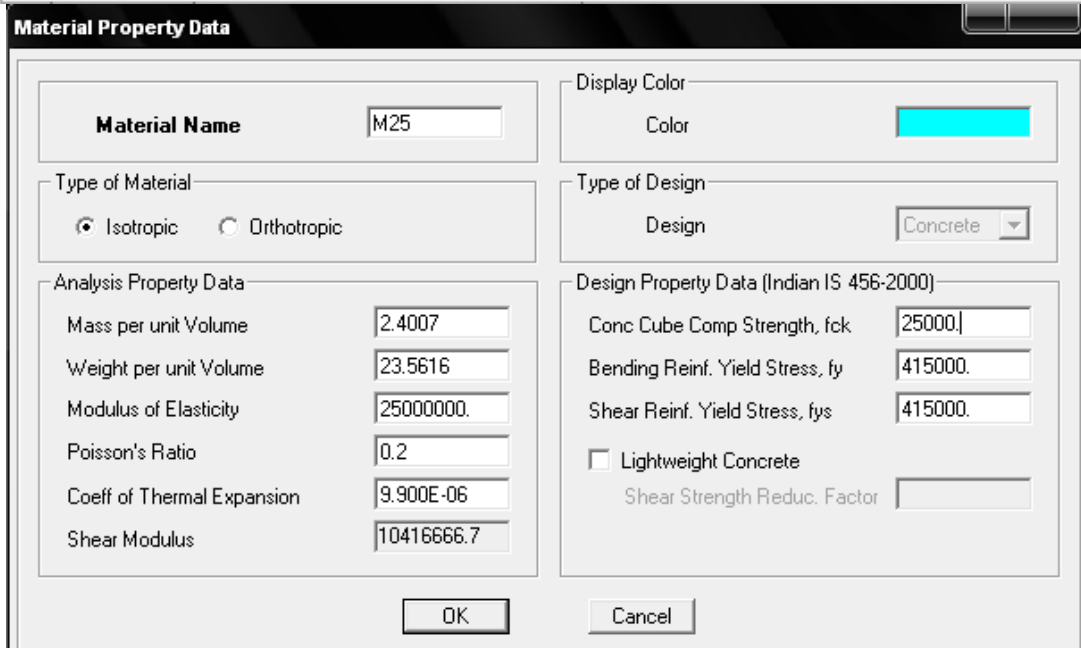 Material Property Data
Material Name M25
Display Color
Color
Type of Material
Isotropic Orthotropic
Type of Design
Design Concrete
Analysis Property Data
Mass per unit Volume 2.4007
Weight per unit Volume 23.5616
Modulus of Elasticity 25000000.
Poisson's Ratio 0.2
Coeff of Thermal Expansion 9.900E-06
Shear Modulus 10416666.7
Design Property Data (Indian IS 456-2000)
Conc Cube Comp Strength, fck 25000.
Bending Reinf. Yield Stress, fy 415000.
Shear Reinf. Yield Stress, fys 415000.
Lightweight Concrete
Shear Strength Reduc. Factor
OK Cancel